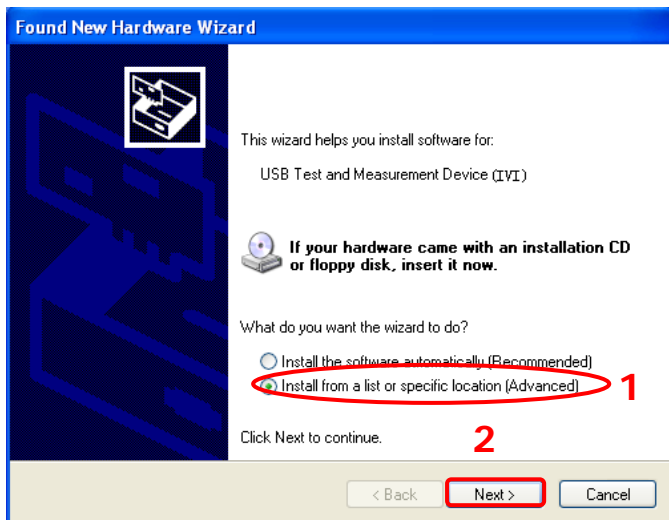 Found New Hardware Wizard
This wizard helps you install software for:
USB Test and Measurement Device (IVI)
If your hardware came with an installation CD
or floppy disk, insert it now.
What do you want the wizard to do?
Install the software automatically (Recommended)
Install from a list or specific location (Advanced)
1
Click Next to continue.
2
< Back
Next >
Cancel